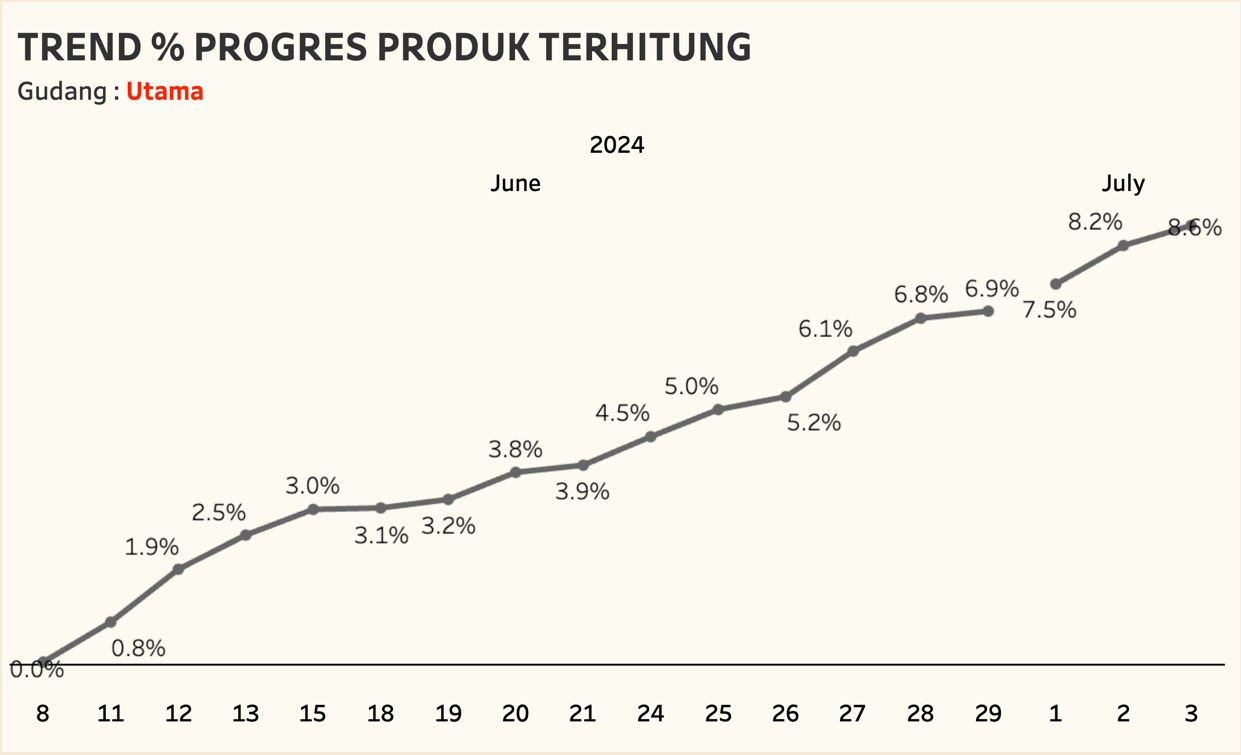 TREND % PROGRES PRODUK TERHITUNG
Gudang : Utama
2024
June July
8.2% 8.6%
6.8% 6.9% 7.5%
6.1%
5.0%
4.5% 5.2%
3.8%
3.0% 3.9%
2.5% 3.1% 3.2%
1.9%
0.8%
0.0%
8 11 12 13 15 18 19 20 21 24 25 26 27 28 29 1 2 3